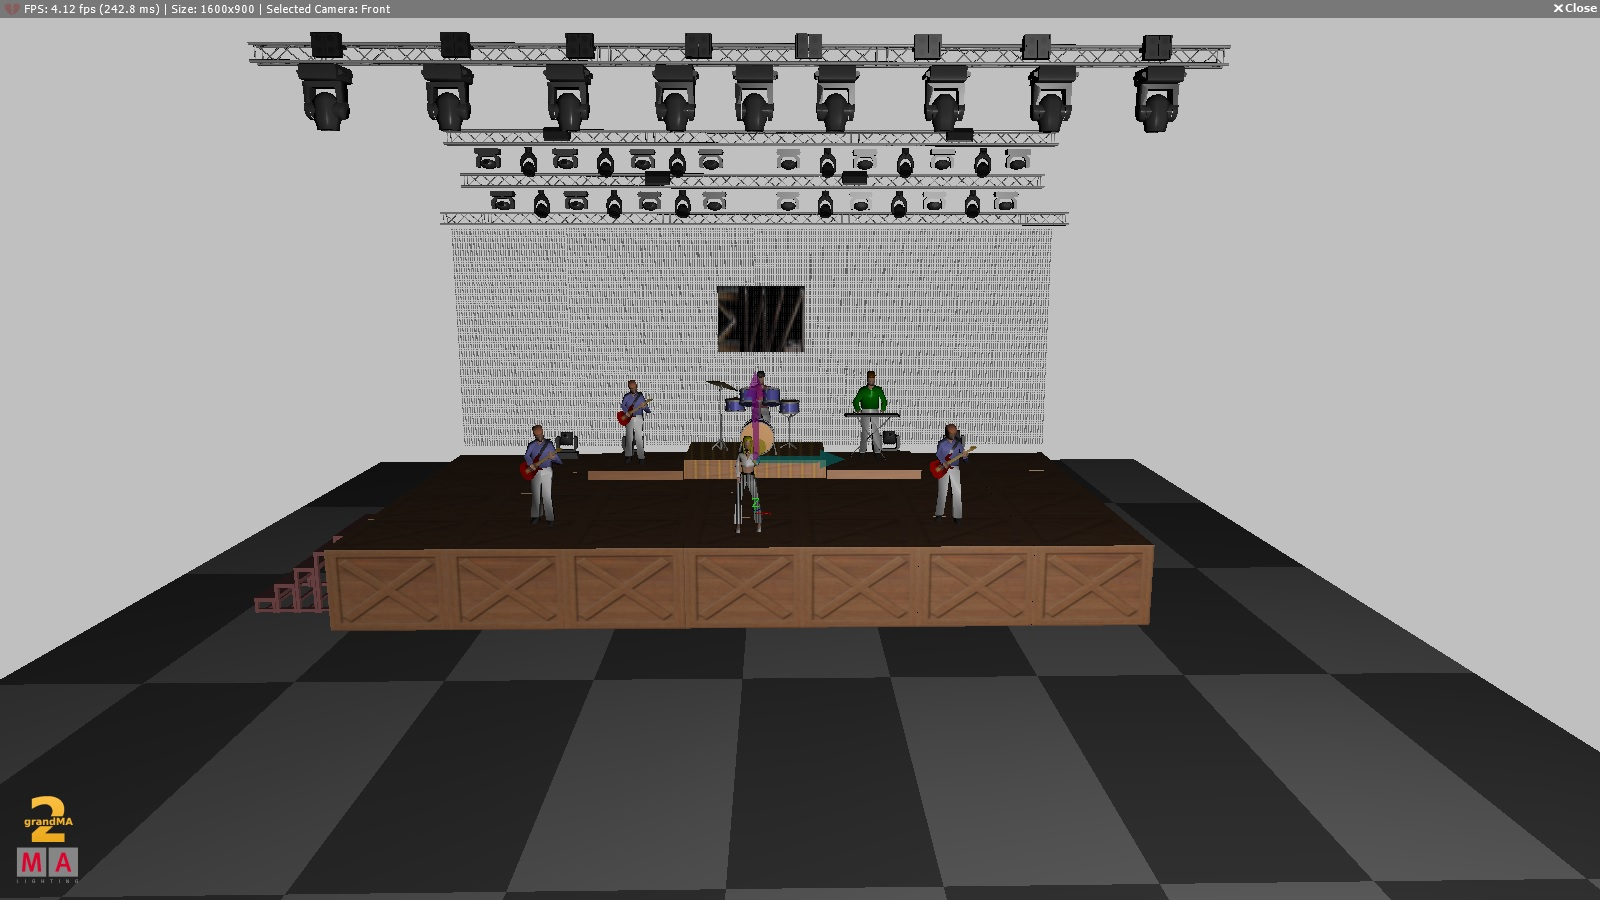 FPS: 4.12 fps (242.8 ms) | Size: 1600x900 | Selected Camera: Front
Close
Z
2
grandMA
MA
LIGHTING